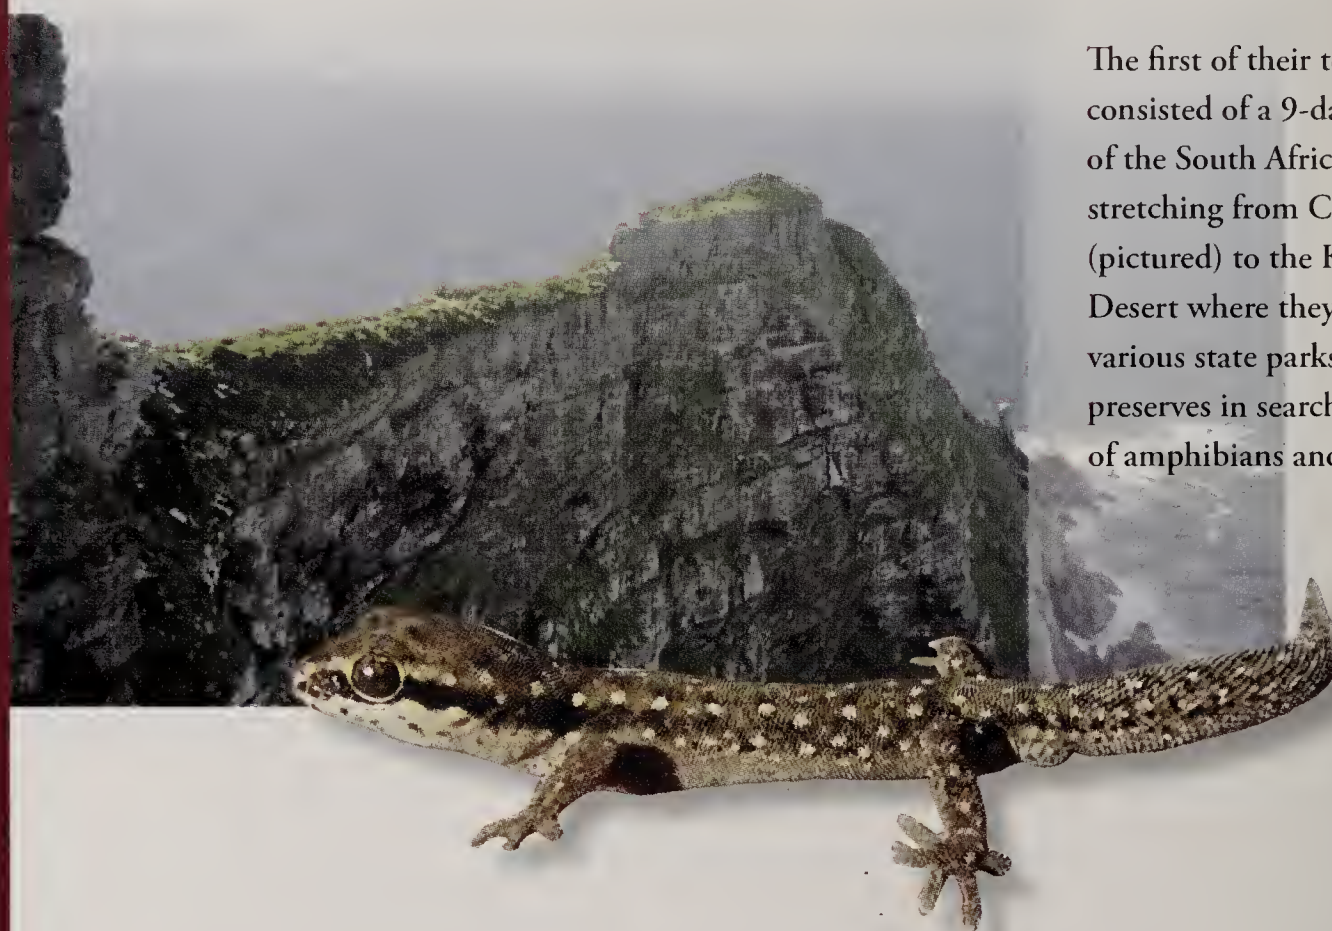 The first of their t
consisted of a 9-da
of the South Afric
stretching from C
(pictured) to the
Desert where they
various state parks
preserves in search
of amphibians and